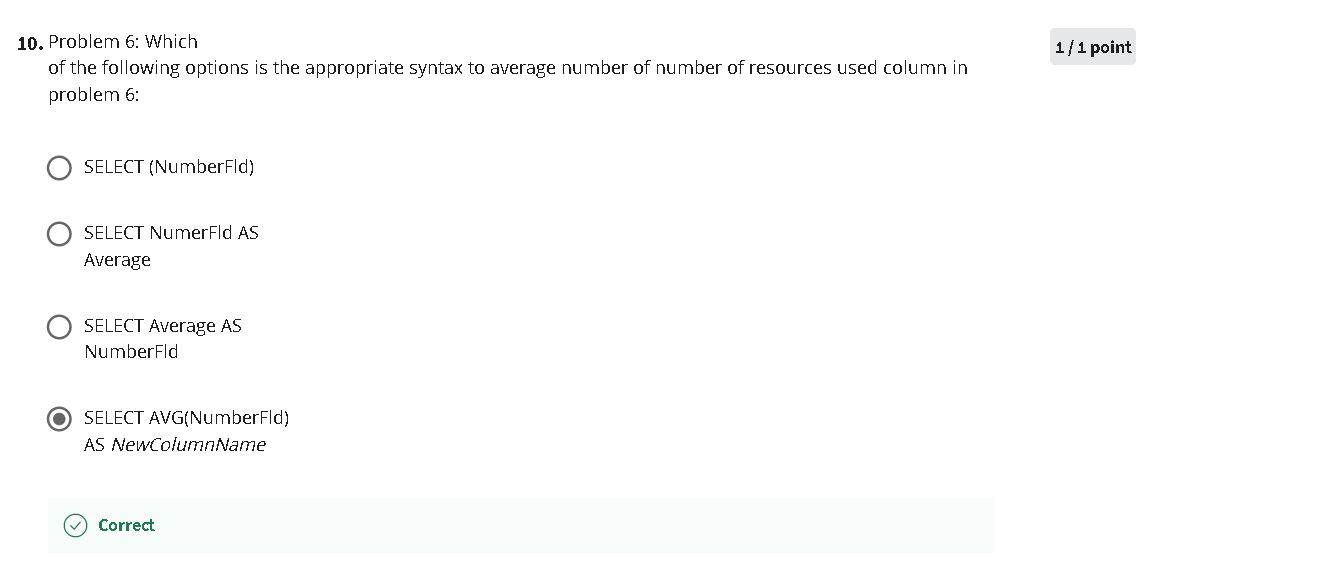 10. Problem 6: Which
1 / 1 point
of the following options is the appropriate syntax to average number of number of resources used column in
problem 6:
SELECT (NumberFld)
SELECT NumerFld AS
Average
SELECT Average AS
NumberFld
SELECT AVG(NumberFld)
AS NewColumnName
Correct